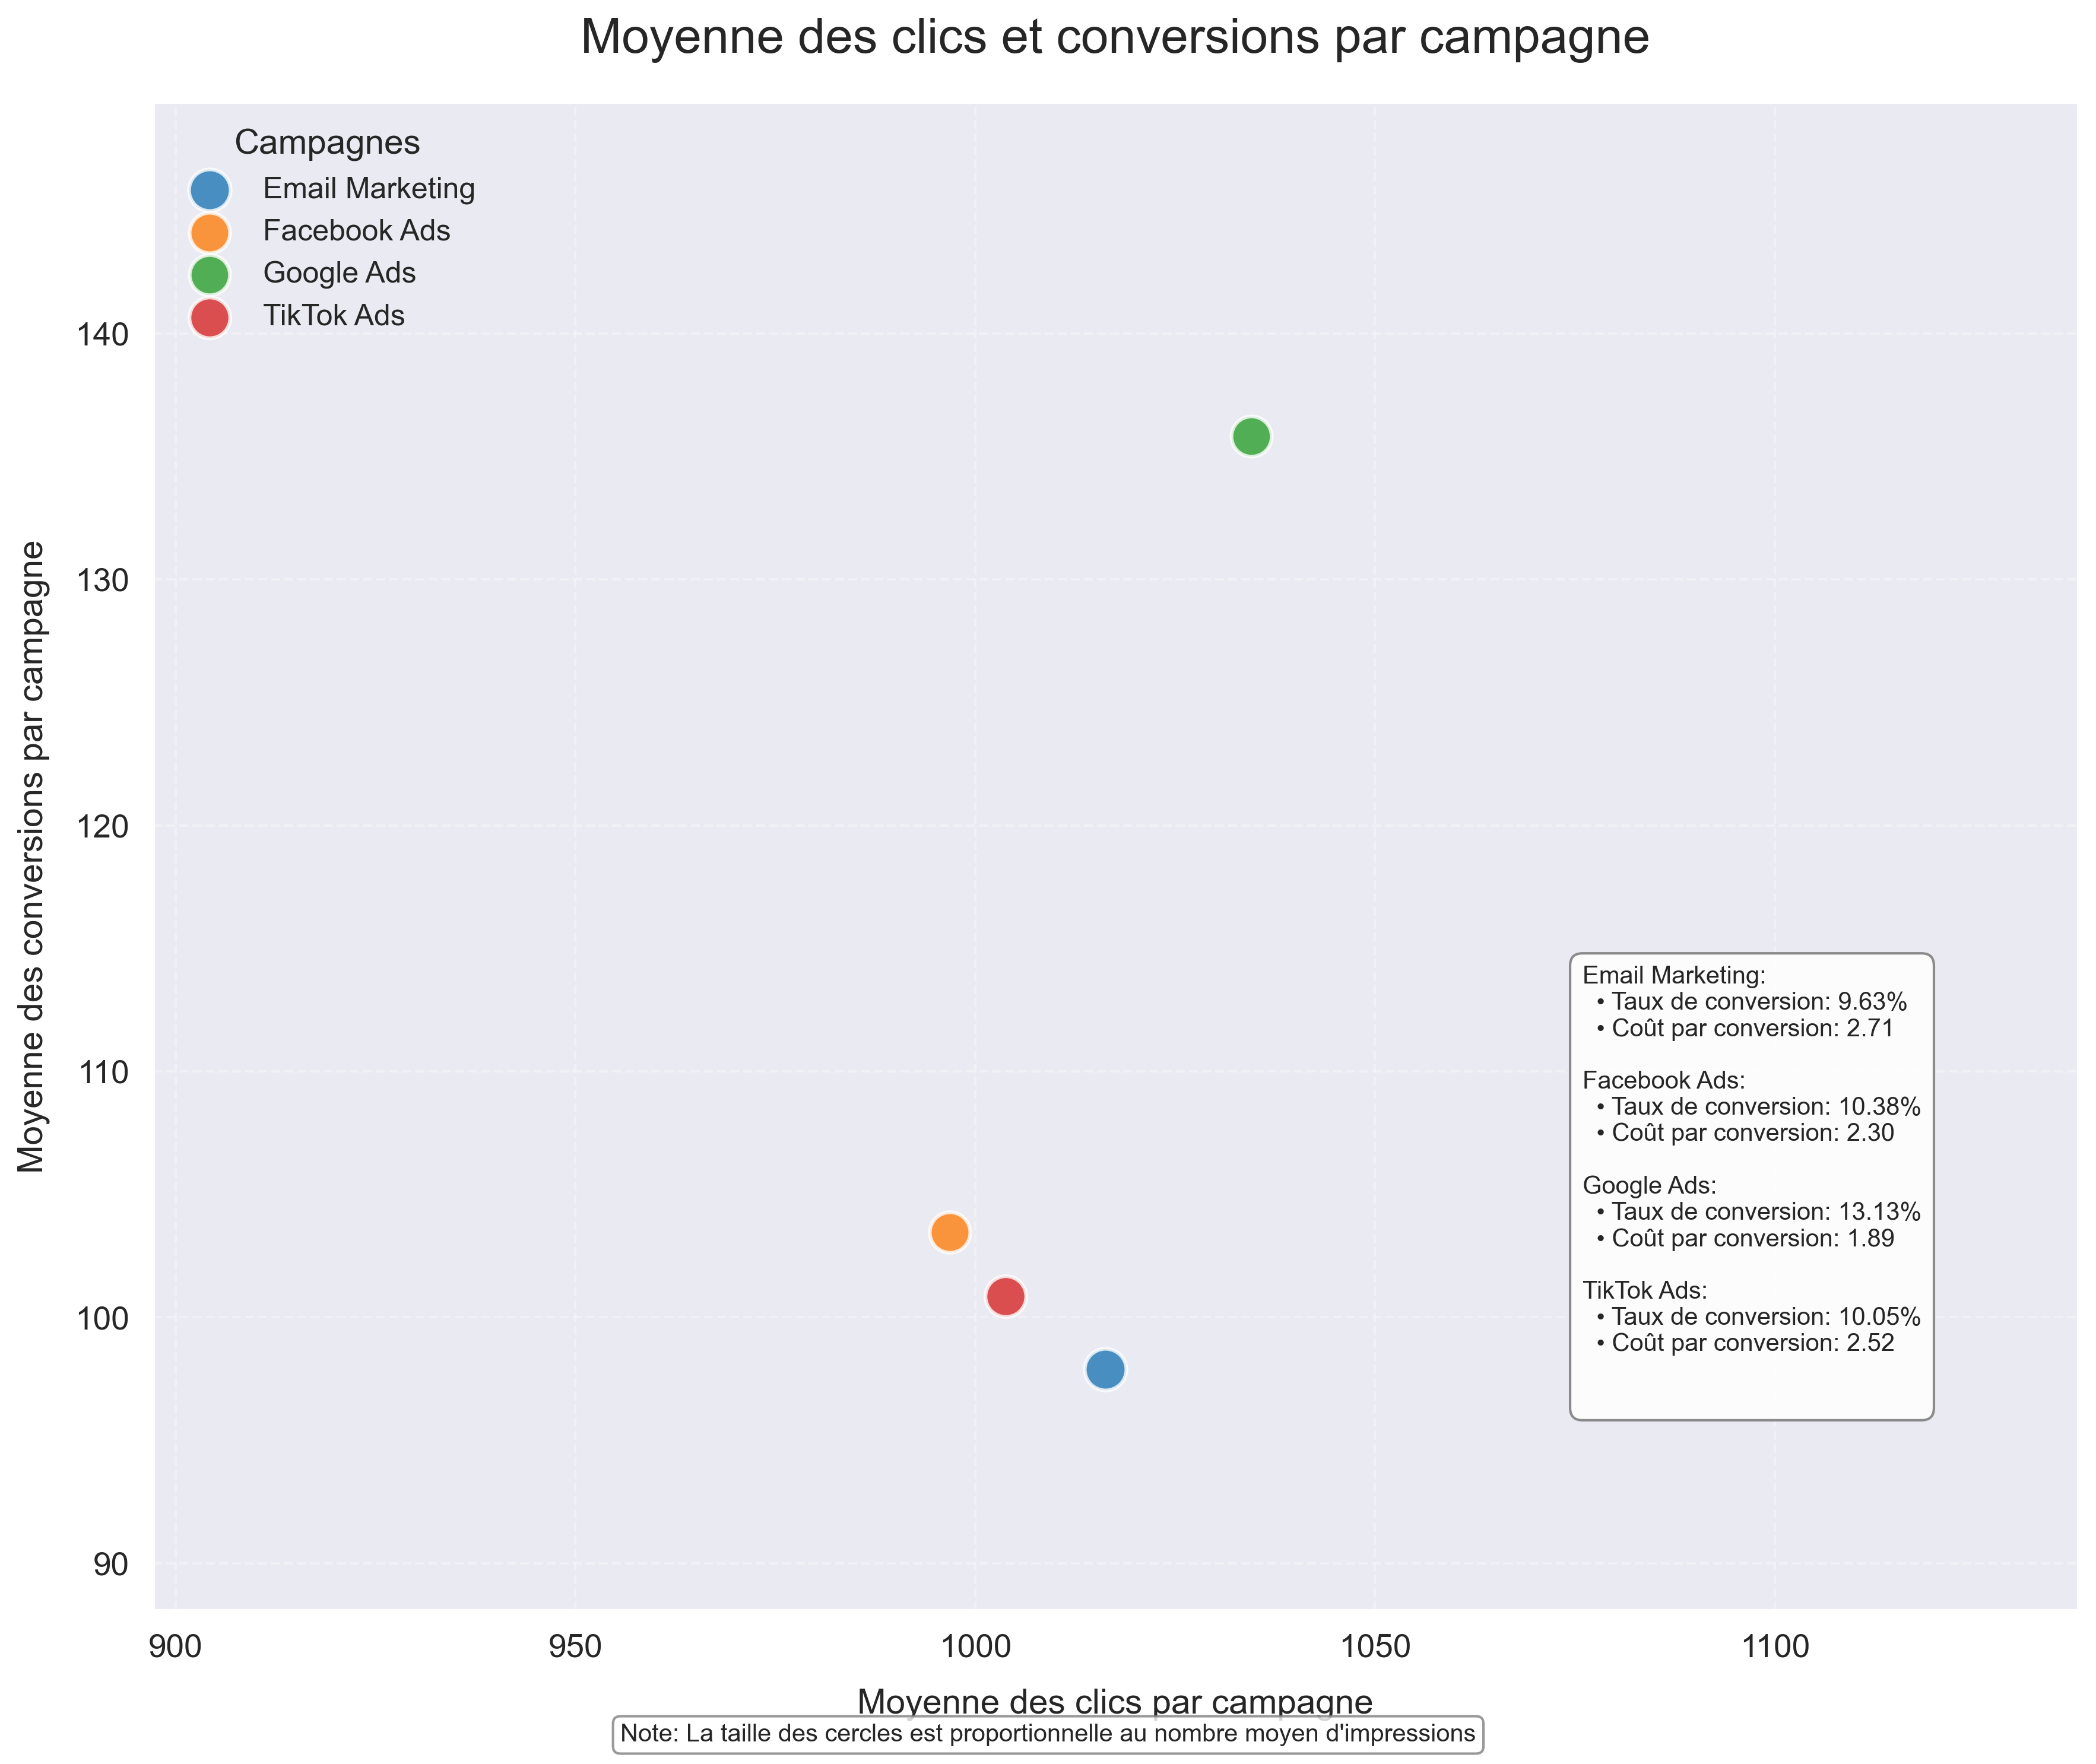 Moyenne des clics et conversions par campagne
Campagnes
Email Marketing
Facebook Ads
Google Ads
TikTok Ads
Moyenne des conversions par campagne
140
130
120
110
100
90
Email Marketing:
• Taux de conversion: 9.63%
• Coût par conversion: 2.71
Facebook Ads:
• Taux de conversion: 10.38%
• Coût par conversion: 2.30
Google Ads:
• Taux de conversion: 13.13%
• Coût par conversion: 1.89
TikTok Ads:
• Taux de conversion: 10.05%
• Coût par conversion: 2.52
900 950 1000 1050 1100
Moyenne des clics par campagne
Note: La taille des cercles est proportionnelle au nombre moyen d'impressions